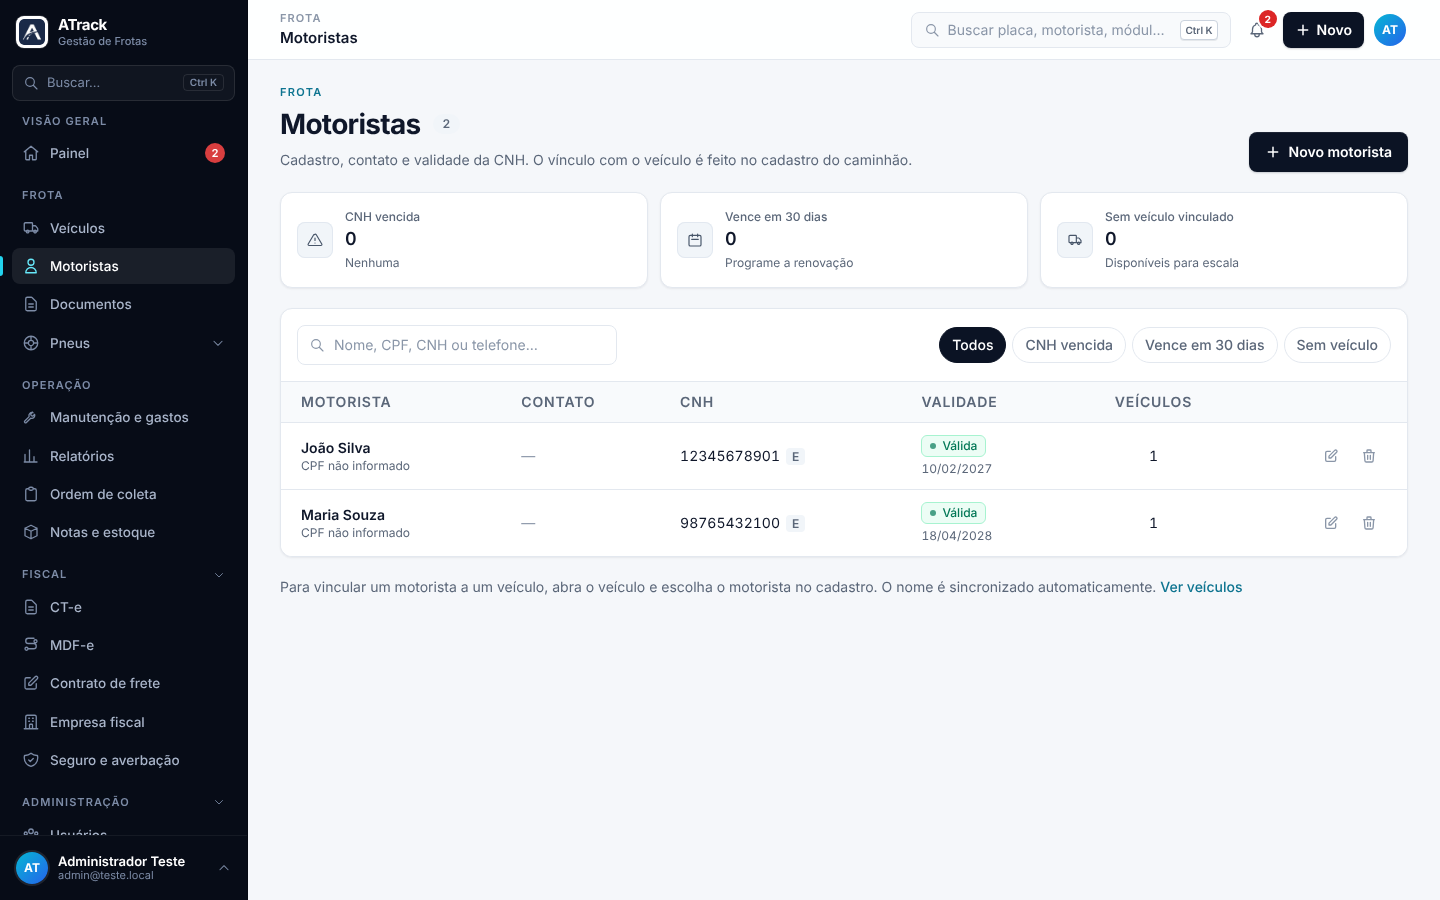 ATrack
Gestão de Frotas
Buscar...
Ctrl K
VISÃO GERAL
Painel
2
FROTA
Veículos
Motoristas
Documentos
Pneus
OPERAÇÃO
Manutenção e gastos
Relatórios
Ordem de coleta
Notas e estoque
FISCAL
CT-e
MDF-e
Contrato de frete
Empresa fiscal
Seguro e averbação
ADMINISTRAÇÃO
Usuários
AT
Administrador Teste
admin@teste.local
FROTA
Motoristas
Buscar placa, motorista, módul...
Ctrl K
2
Novo
AT
FROTA
Motoristas 2
Cadastro, contato e validade da CNH. O vínculo com o veículo é feito no cadastro do caminhão.
Novo motorista
CNH vencida
0
Nenhuma
Vence em 30 dias
0
Programe a renovação
Sem veículo vinculado
0
Disponíveis para escala
Nome, CPF, CNH ou telefone...
Todos
CNH vencida
Vence em 30 dias
Sem veículo
MOTORISTA CONTATO CNH VALIDADE VEÍCULOS
João Silva
CPF não informado
—
12345678901 E
Válida
10/02/2027
1
Maria Souza
CPF não informado
—
98765432100 E
Válida
18/04/2028
1
Para vincular um motorista a um veículo, abra o veículo e escolha o motorista no cadastro. O nome é sincronizado automaticamente. Ver veículos